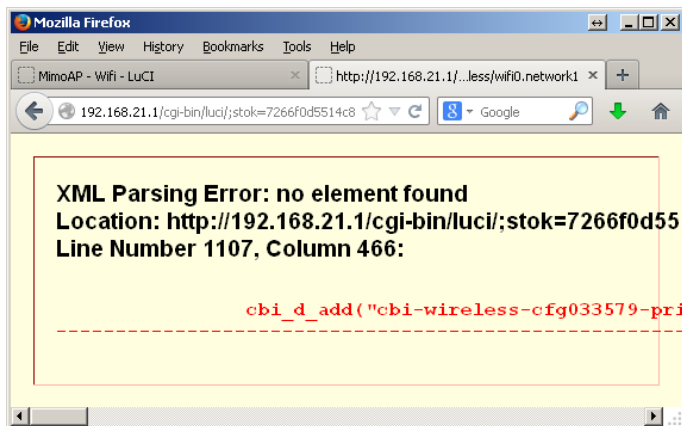 Mozilla Firefox
File Edit View History Bookmarks Tools Help
MimoAP - Wifi - LuCI × http://192.168.21.1/...less/wifi0.network1 × +
192.168.21.1/cgi-bin/luci/;stok=7266f0d5514c8 8 Google
XML Parsing Error: no element found
Location: http://192.168.21.1/cgi-bin/luci/;stok=7266f0d55
Line Number 1107, Column 466:
cbi_d_add("cbi-wireless-cfg033579-pri
------------------------------------------------